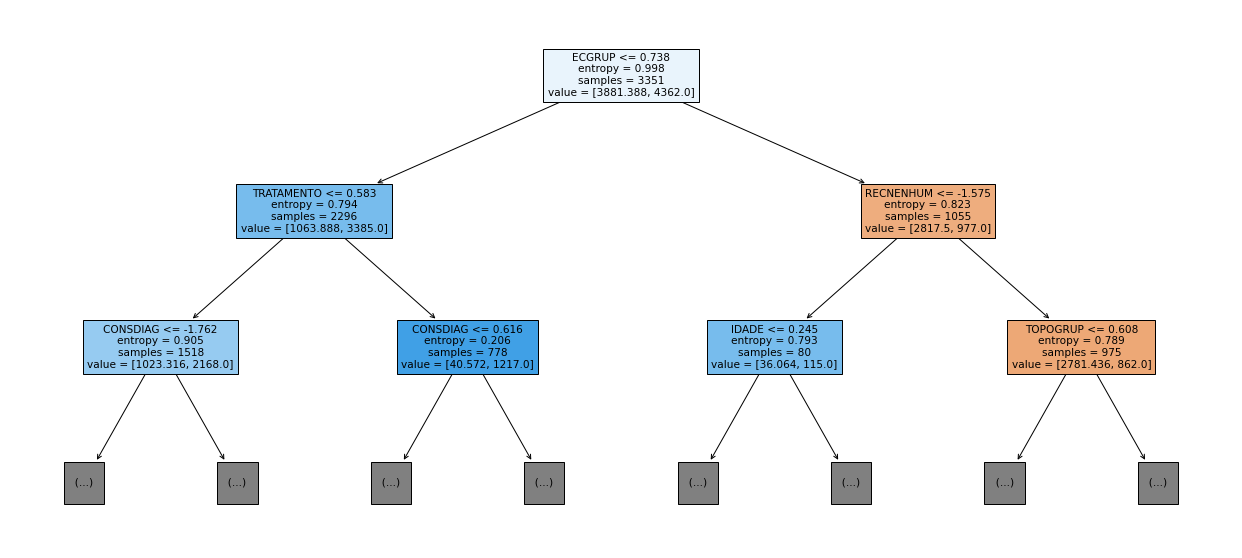 ECGRUP <= 0.738
entropy = 0.998
samples = 3351
value = [3881.388, 4362.0]
TRATAMENTO <= 0.583
entropy = 0.794
samples = 2296
value = [1063.888, 3385.0]
RECNENHUM <= -1.575
entropy = 0.823
samples = 1055
value = [2817.5, 977.0]
CONSDIAG <= -1.762
entropy = 0.905
samples = 1518
value = [1023.316, 2168.0]
CONSDIAG <= 0.616
entropy = 0.206
samples = 778
value = [40.572, 1217.0]
IDADE <= 0.245
entropy = 0.793
samples = 80
value = [36.064, 115.0]
TOPOGRUP <= 0.608
entropy = 0.789
samples = 975
value = [2781.436, 862.0]
(...)
(...)
(...)
(...)
(...)
(...)
(...)
(...)